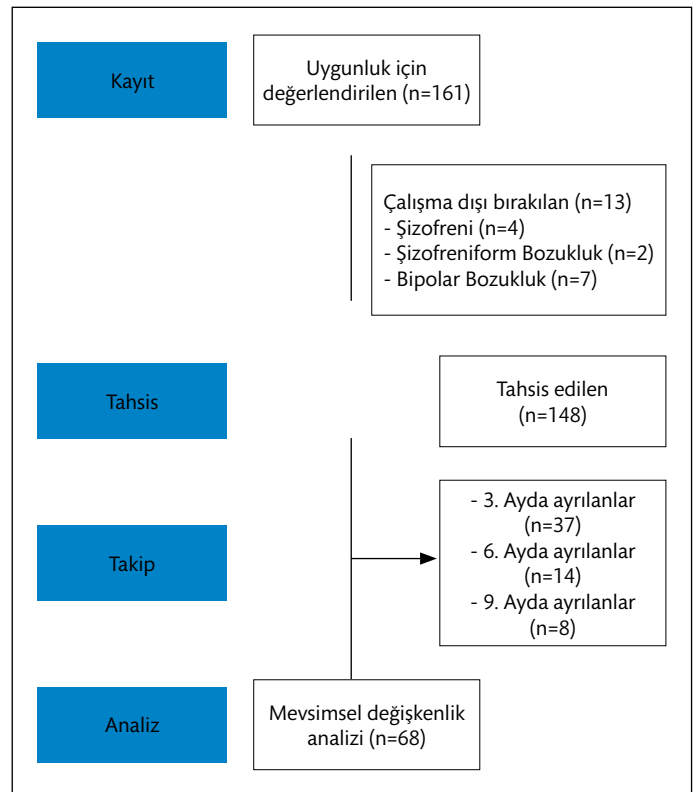 Kayıt
Uygunluk için
değerlendirilen (n=161)
Çalışma dışı bırakılan (n=13)
- Şizofreni (n=4)
- Şizofreniform Bozukluk (n=2)
- Bipolar Bozukluk (n=7)
Tahsis
Tahsis edilen
(n=148)
Takip
- 3. Ayda ayrılanlar
(n=37)
- 6. Ayda ayrılanlar
(n=14)
- 9. Ayda ayrılanlar
(n=8)
Analiz
Mevsimsel değişkenlik
analizi (n=68)